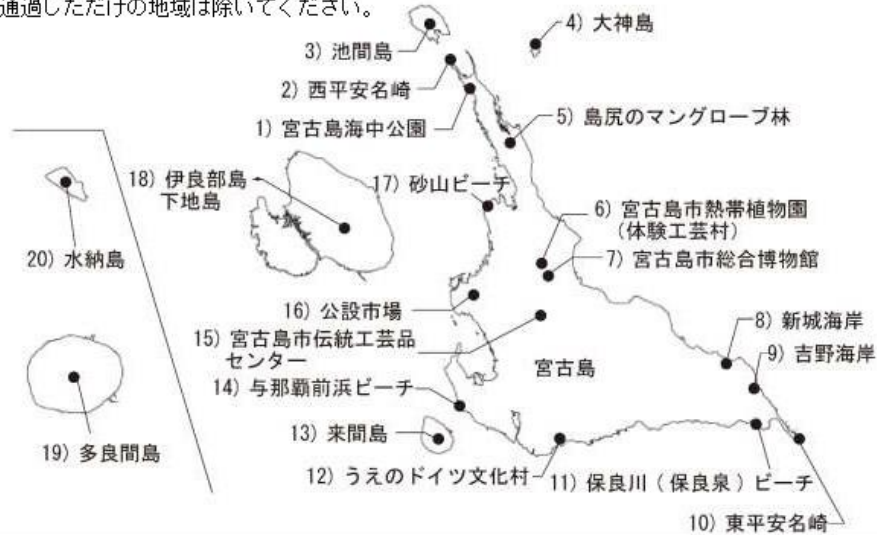 通過しただけの地域は除いてください。
4) 大神島
3) 池間島
2) 西平安名崎
1) 宮古島海中公園
5) 島尻のマングローブ林
18) 伊良部島
下地島
17) 砂山ビーチ
6) 宮古島市熱帯植物園
(体験工芸村)
7) 宮古島市総合博物館
20) 水納島
16) 公設市場
15) 宮古島市伝統工芸品
センター
8) 新城海岸
9) 吉野海岸
宮古島
14) 与那覇前浜ビーチ
13) 来間島
19) 多良間島
12) うえのドイツ文化村
11) 保良川(保良泉)ビーチ
10) 東平安名崎